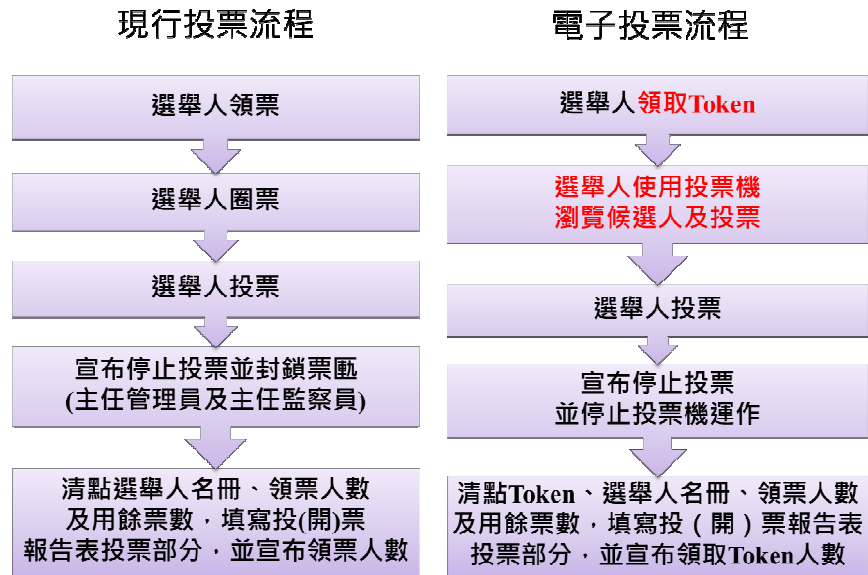 現行投票流程
選舉人領票
選舉人圈票
選舉人投票
宣布停止投票並封鎖票匭
(主任管理員及主任監察員)
清點選舉人名冊、領票人數
及用餘票數，填寫投(開)票
報告表投票部分，並宣布領票人數
電子投票流程
選舉人領取Token
選舉人使用投票機
瀏覽候選人及投票
選舉人投票
宣布停止投票
並停止投票機運作
清點Token、選舉人名冊、領票人數
及用餘票數，填寫投（開）票報告表
投票部分，並宣布領取Token人數